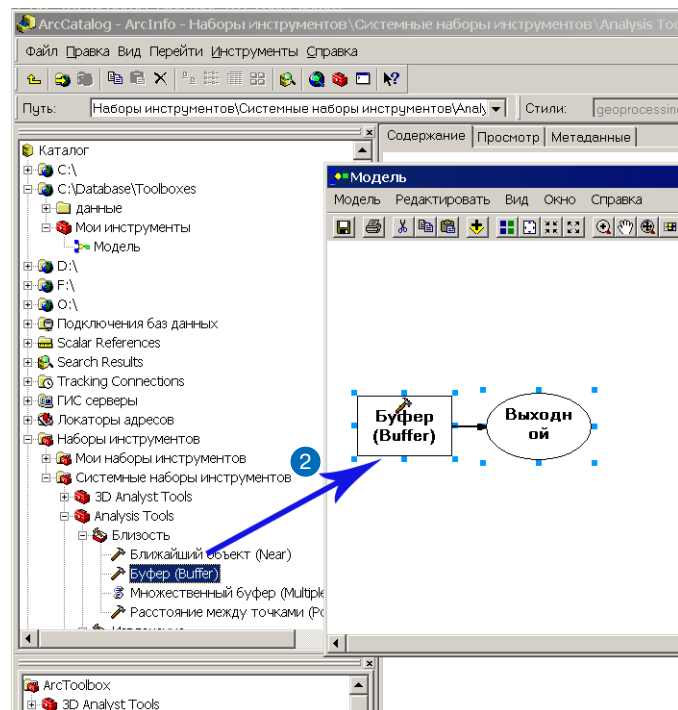 ArcCatalog - ArcInfo - Наборы инструментов\Системные наборы инструментов\Analysis Too
Файл Правка Вид Перейти Инструменты Справка
Путь: Наборы инструментов\Системные наборы инструментов\Analy Стили: geoprocessing
Содержание Просмотр Метаданные
Каталог
C:\
C:\Database\Toolboxes
данные
Мои инструменты
Модель
D:\
F:\
O:\
Подключения баз данных
Scalar References
Search Results
Tracking Connections
ГИС серверы
Локаторы адресов
Наборы инструментов
Мои наборы инструментов
Системные наборы инструментов
3D Analyst Tools
Analysis Tools
Близость
Ближайший объект (Near)
Буфер (Buffer)
Множественный буфер (Multiple
Расстояние между точками (Po
Модель
Модель Редактировать Вид Окно Справка
Буфер
(Buffer)
Выходн
ой
2
ArcToolbox
3D Analyst Tools